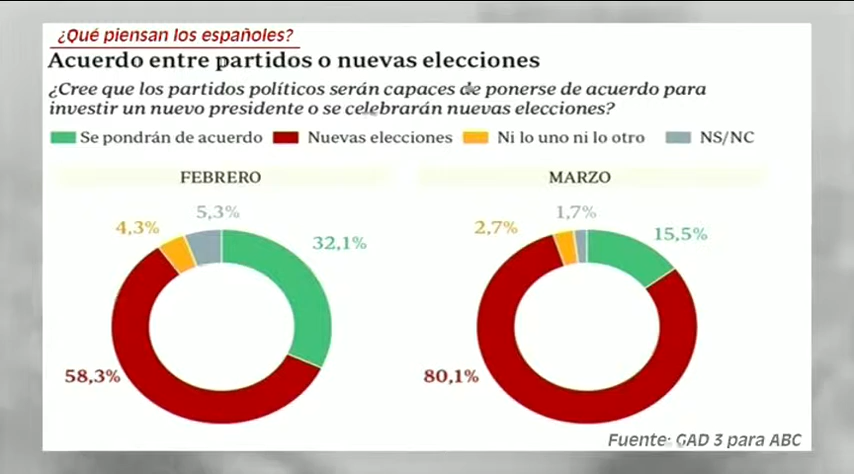 ¿Qué piensan los españoles?
Acuerdo entre partidos o nuevas elecciones
¿Cree que los partidos políticos serán capaces de ponerse de acuerdo para
investir un nuevo presidente o se celebrarán nuevas elecciones?
Se pondrán de acuerdo Nuevas elecciones Ni lo uno ni lo otro NS/NC
FEBRERO
5,3%
4,3%
32,1%
58,3%
MARZO
1,7%
2,7%
15,5%
80,1%
Fuente: GAD 3 para ABC